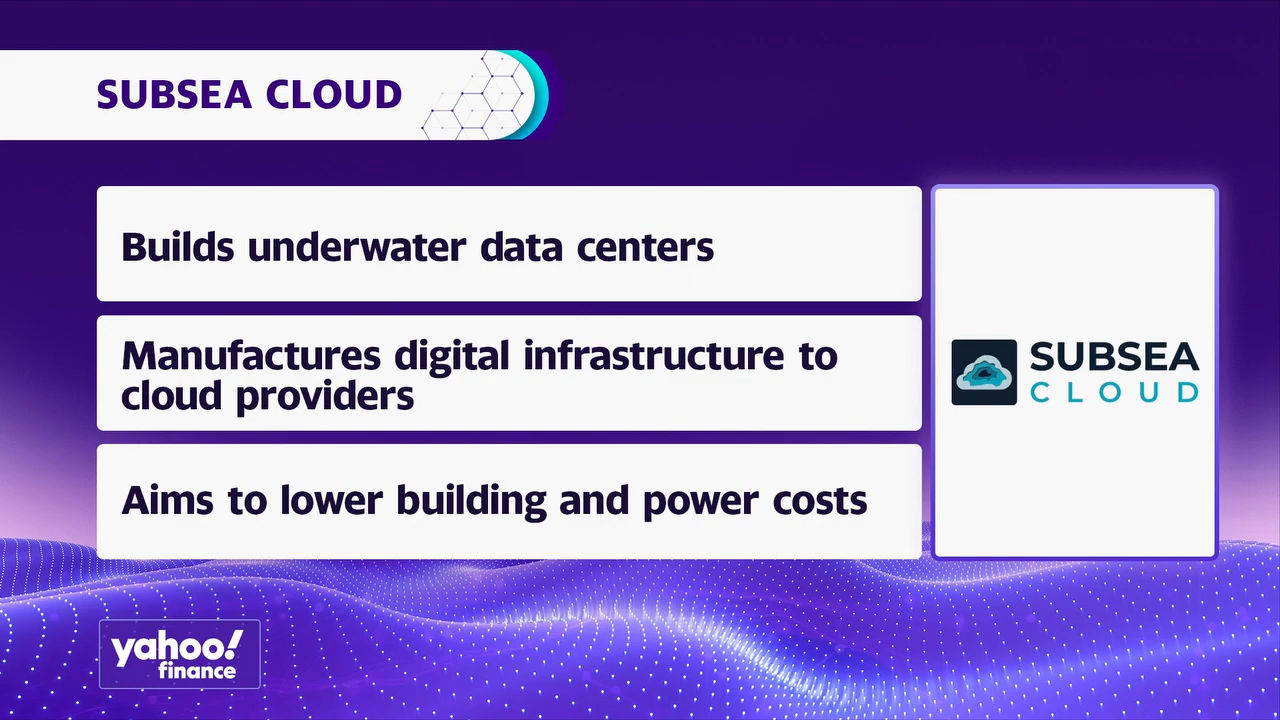 SUBSEA CLOUD
Builds underwater data centers
Manufactures digital infrastructure to
cloud providers
Aims to lower building and power costs
SUBSEA
CLOUD
yahoo!
finance